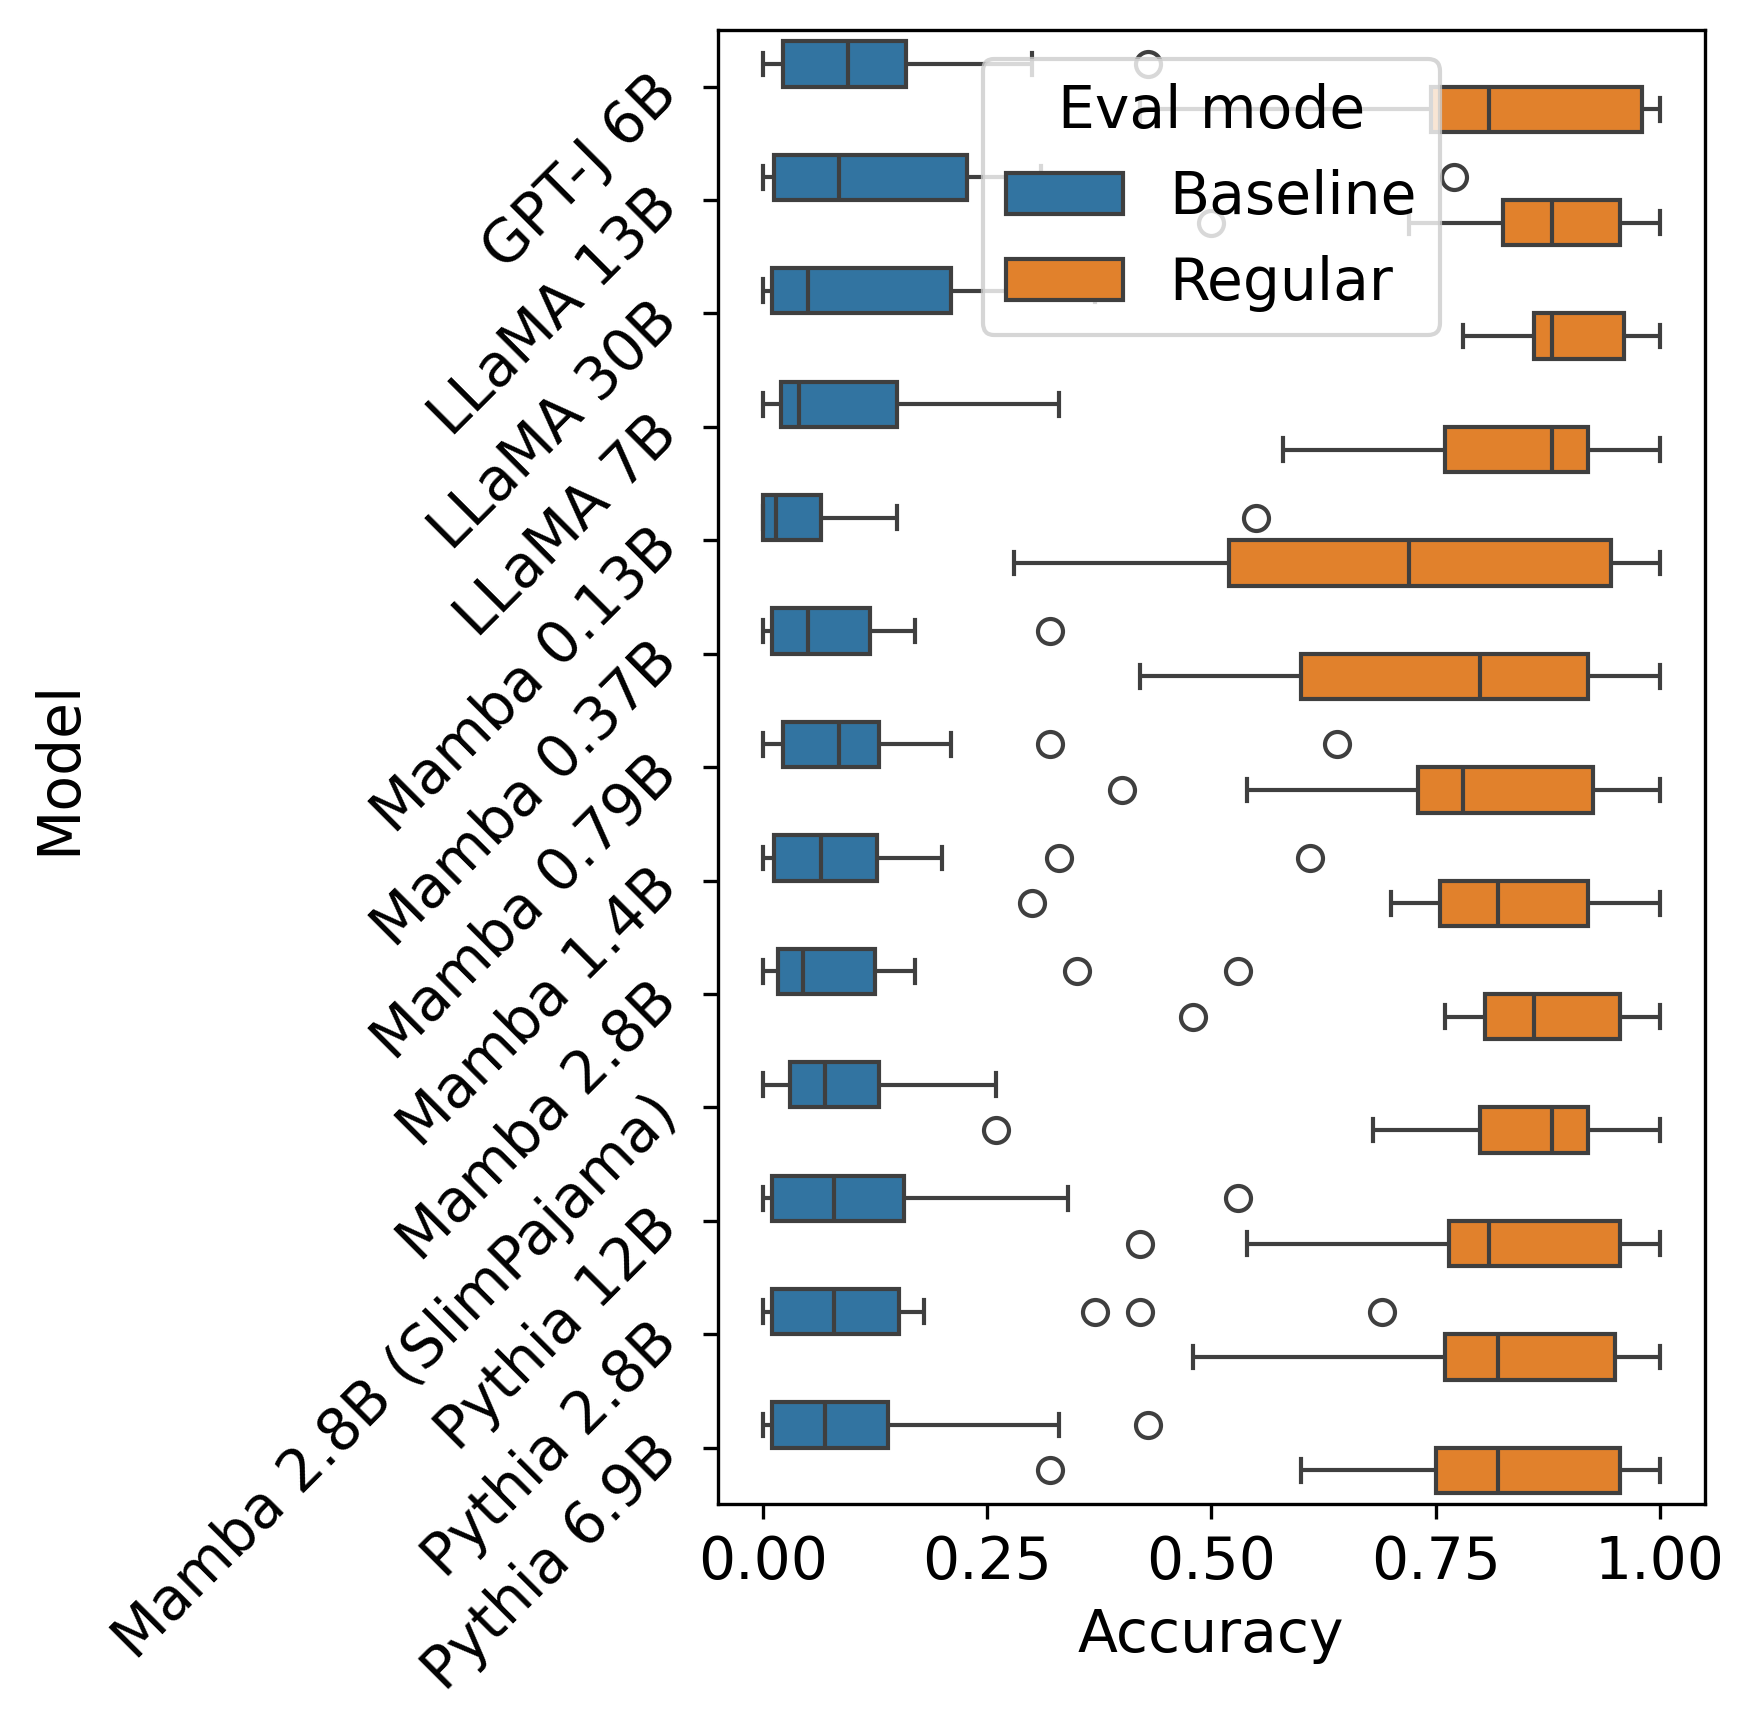 Eval mode
Baseline
Regular
Model
GPT-J 6B
LLaMA 13B
LLaMA 30B
LLaMA 7B
Mamba 0.13B
Mamba 0.37B
Mamba 0.79B
Mamba 1.4B
Mamba 2.8B
Mamba 2.8B (SlimPajama)
Pythia 12B
Pythia 2.8B
Pythia 6.9B
0.00 0.25 0.50 0.75 1.00
Accuracy